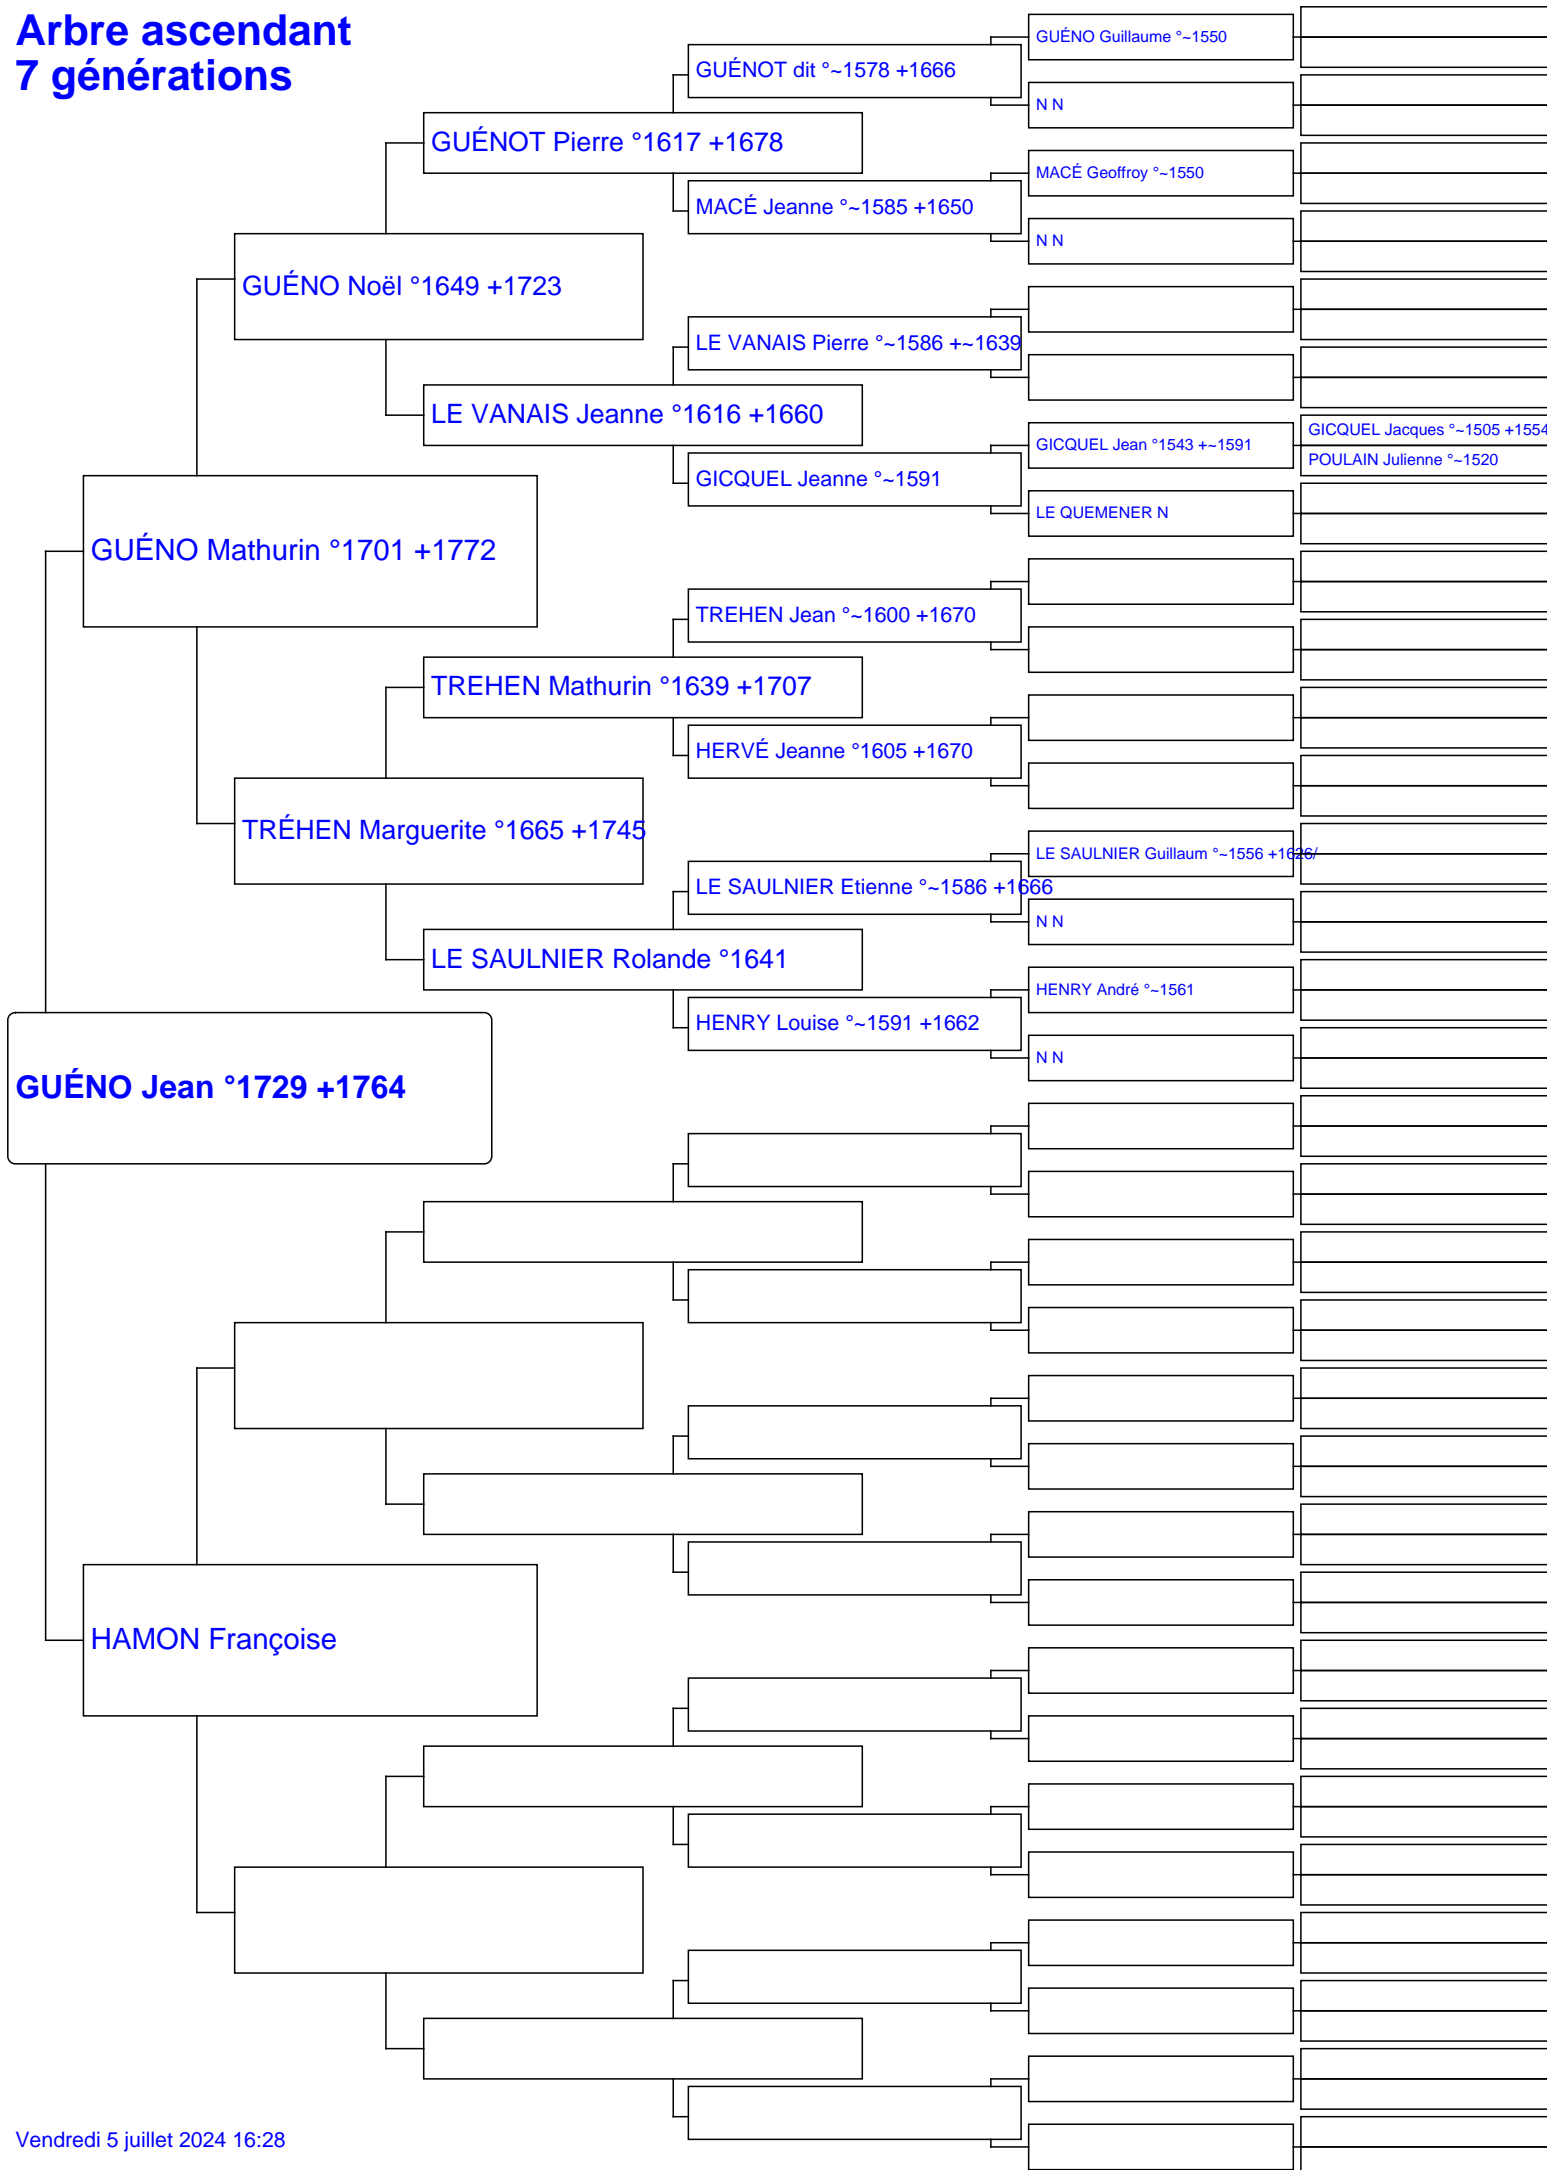 Arbre ascendant
7 générations
GUÉNO Guillaume °~1550
GUÉNOT dit °~1578 +1666
N N
GUÉNOT Pierre °1617 +1678
MACÉ Geoffroy °~1550
MACÉ Jeanne °~1585 +1650
N N
GUÉNO Noël °1649 +1723
LE VANAIS Pierre °~1586 +~1639
LE VANAIS Jeanne °1616 +1660
GICQUEL Jacques °~1505 +1554
GICQUEL Jean °1543 +~1591
POULAIN Julienne °~1520
GICQUEL Jeanne °~1591
LE QUEMENER N
GUÉNO Mathurin °1701 +1772
TREHEN Jean °~1600 +1670
TREHEN Mathurin °1639 +1707
HERVÉ Jeanne °1605 +1670
TRÉHEN Marguerite °1665 +1745
LE SAULNIER Guillaum °~1556 +1626/
LE SAULNIER Etienne °~1586 +1666
N N
LE SAULNIER Rolande °1641
HENRY André °~1561
HENRY Louise °~1591 +1662
N N
GUÉNO Jean °1729 +1764
HAMON Françoise
Vendredi 5 juillet 2024 16:28